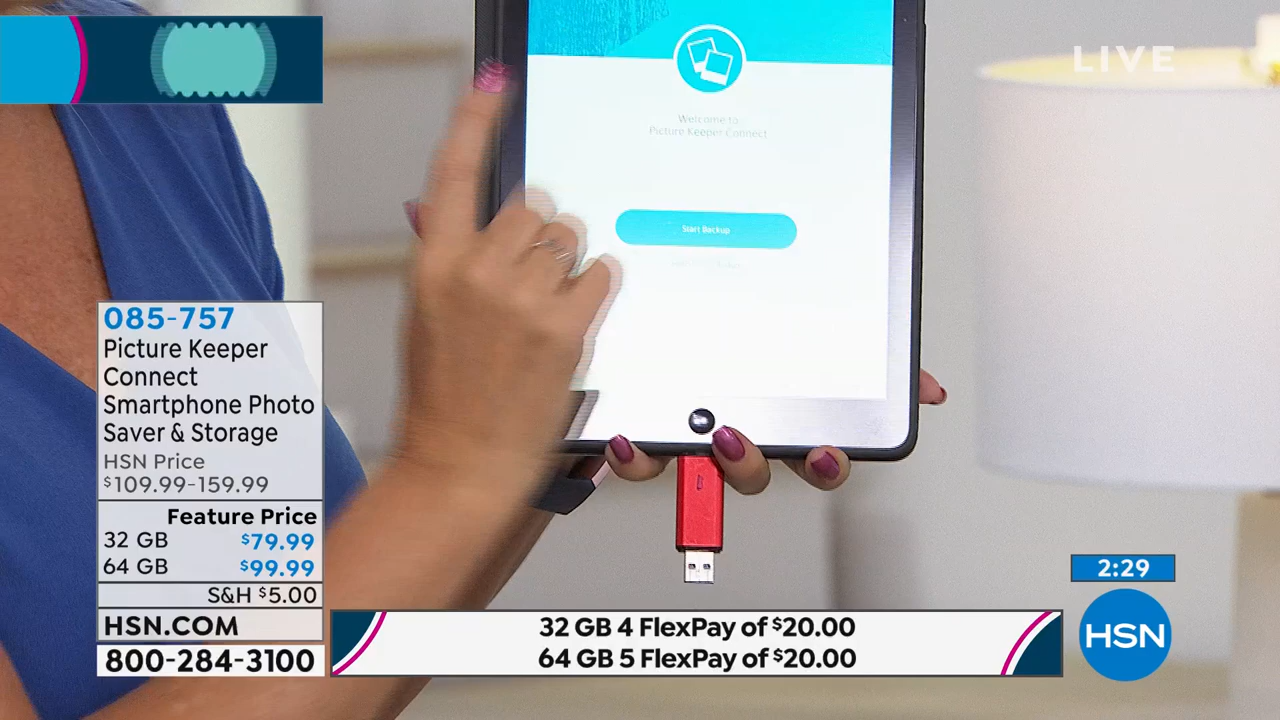 LIVE
Welcome to
Picture Keeper Connect
Start Backup
085-757
Picture Keeper
Connect
Smartphone Photo
Saver & Storage
HSN Price
$109.99-159.99
Feature Price
32 GB $79.99
64 GB $99.99
S&H $5.00
HSN.COM
800-284-3100
32 GB 4 FlexPay of $20.00
64 GB 5 FlexPay of $20.00
2:29
HSN